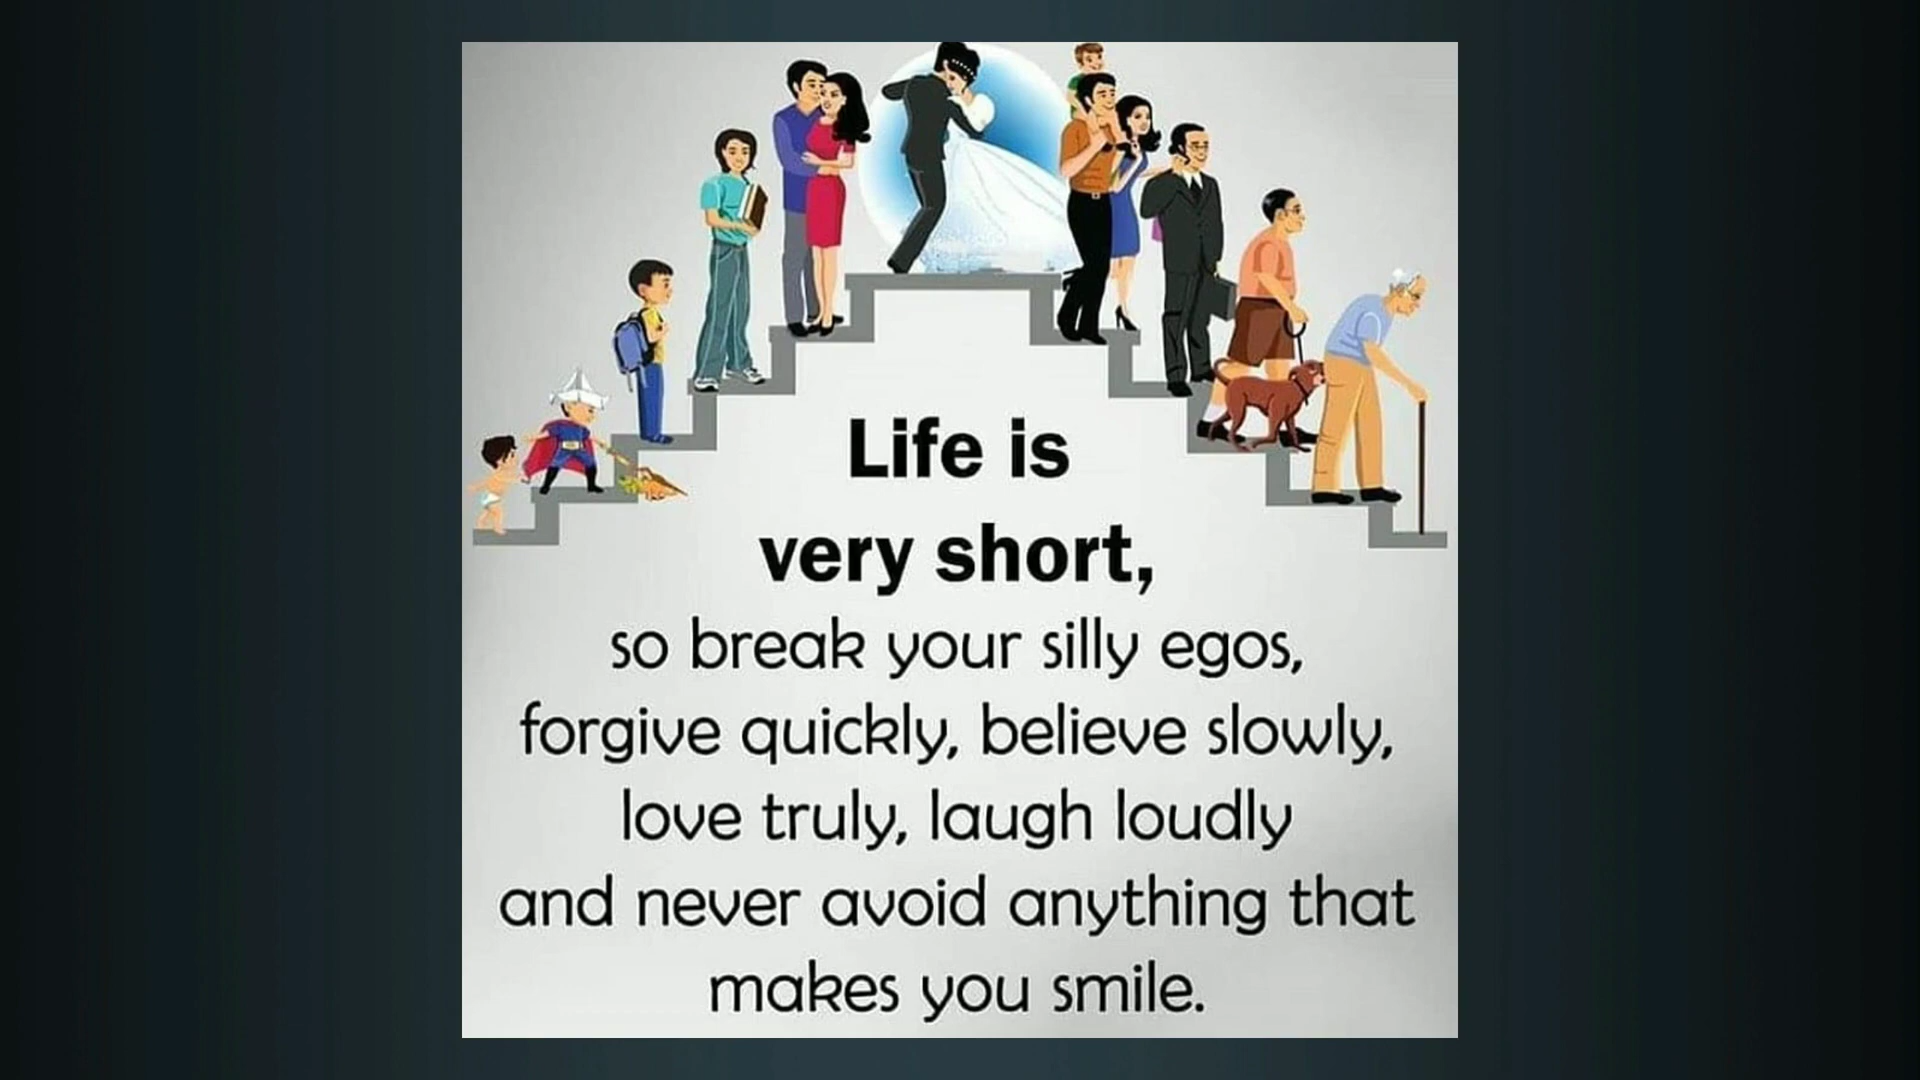 Life is
very short,
so break your silly egos,
forgive quickly, believe slowly,
love truly, laugh loudly
and never avoid anything that
makes you smile.